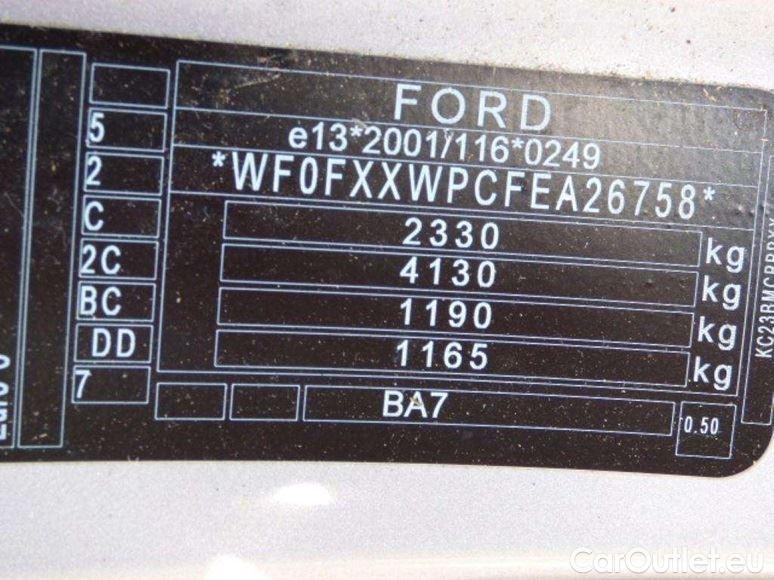 FORD
e13*2001/116*0249
*WF0FXXWPCFEA26758*
5
2
C
2C
BC
DD
7
2330 kg
4130 kg
1190 kg
1165 kg
BA7
0.50
CarOutlet.eu